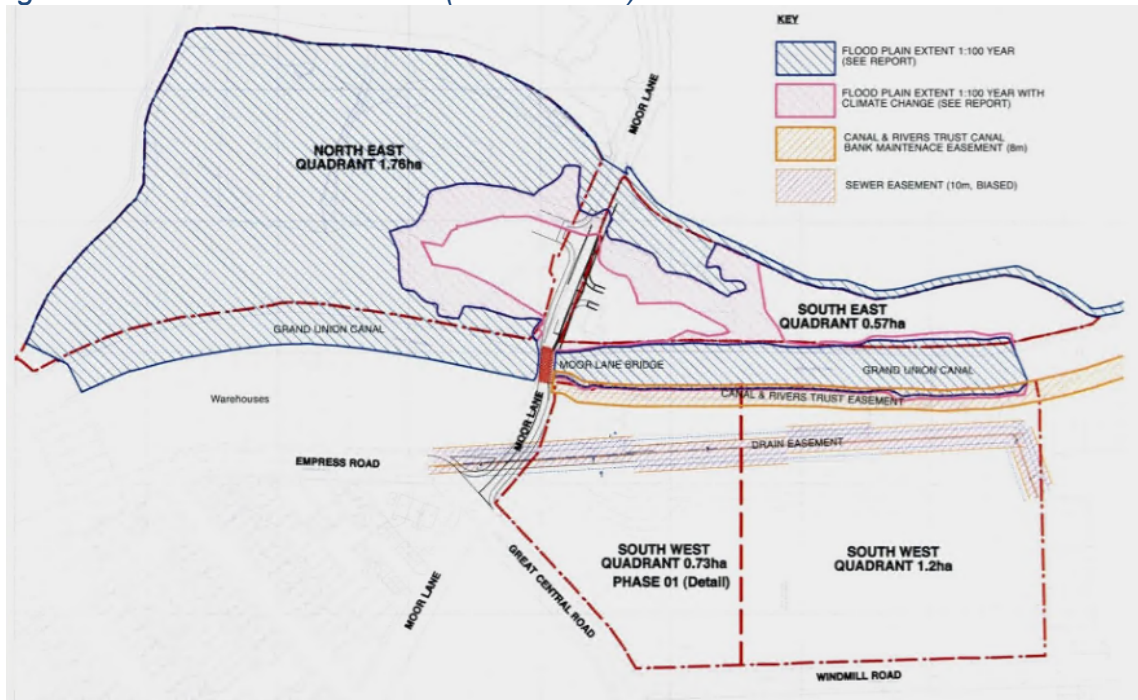 KEY
FLOOD PLAIN EXTENT 1:100 YEAR
(SEE REPORT)
FLOOD PLAIN EXTENT 1:100 YEAR WITH
CLIMATE CHANGE (SEE REPORT)
CANAL & RIVERS TRUST CANAL
BANK MAINTENACE EASEMENT (8m)
SEWER EASEMENT (10m, BIASED)
MOOR LANE
NORTH EAST
QUADRANT 1.76ha
SOUTH EAST
QUADRANT 0.57ha
GRAND UNION CANAL
MOOR LANE BRIDGE
GRAND UNION CANAL
Warehouses
CANAL & RIVERS TRUST EASEMENT
MOOR LANE
DRAIN EASEMENT
EMPRESS ROAD
SOUTH WEST
QUADRANT 0.73ha
PHASE 01 (Detail)
SOUTH WEST
QUADRANT 1.2ha
GREAT CENTRAL ROAD
MOOR LANE
WINDMILL ROAD